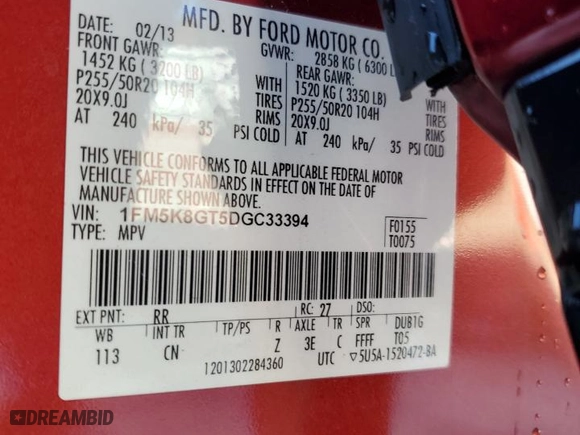 MFD. BY FORD MOTOR CO.
DATE: 02/13
GVWR: 2858 KG ( 6300 L
FRONT GAWR:
1452 KG ( 3200 LB)
P255/50R20 104H
20X9.0J
AT 240 kPa/ 35
WITH
TIRES
RIMS
PSI COLD
REAR GAWR:
1520 KG ( 3350 LB)
P255/50R20 104H
20X9.0J
AT 240 kPa/ 35
WITH
TIRES
RIMS
PSI COLD
THIS VEHICLE CONFORMS TO ALL APPLICABLE FEDERAL MOTOR
VEHICLE SAFETY STANDARDS IN EFFECT ON THE DATE OF
MANUFACTURE SHOWN ABOVE.
VIN: 1FM5K8GT5DGC33394
TYPE: MPV
F0155
T0075
EXT PNT: RR RC: 27 DSO:
WB INT TR TP/PS R AXLE TR SPR DUB1G
113 CN Z 3E C FFFF T05
1201302284360
UTC ▽5U5A-1520472-BA
DREAMBID